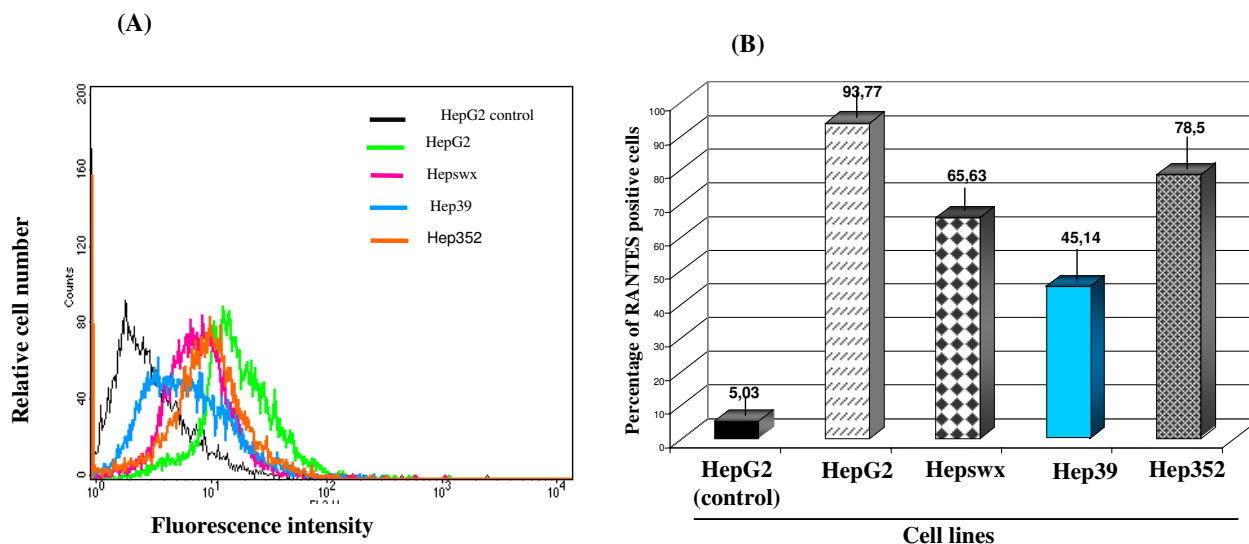 (A)
200
160
120
80
40
0
Counts
Relative cell number
HepG2 control
HepG2
Hepswx
Hep39
Hep352
10^0
10^1
10^2
10^3
10^4
Fluorescence intensity
(B)
Percentage of RANTES positive cells
100
90
80
70
60
50
40
30
20
10
0
5,03
93,77
65,63
45,14
78,5
HepG2
(control)
HepG2
Hepswx
Hep39
Hep352
Cell lines